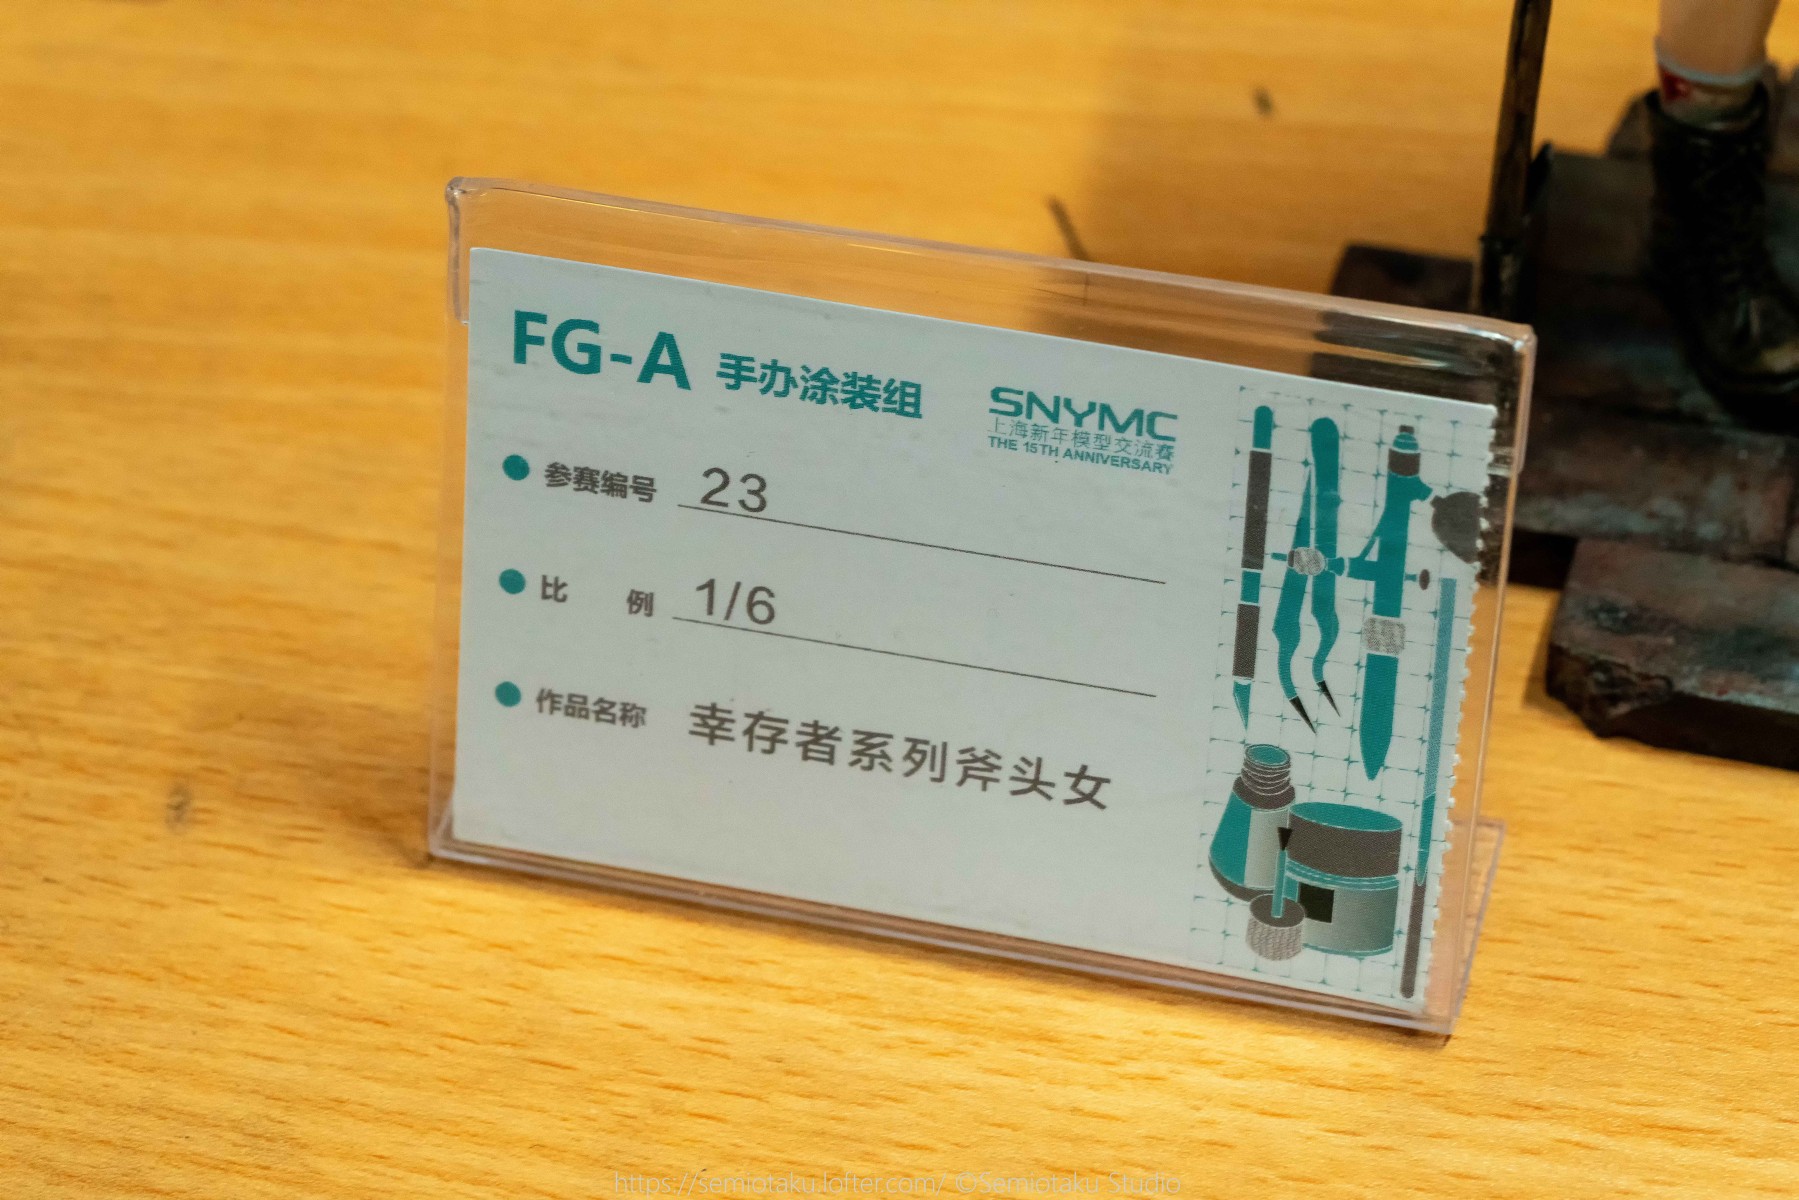 FG-A 手办涂装组
SNYMC
上海新年模型交流賽
THE 15TH ANNIVERSARY
参赛编号 23
比 例 1/6
作品名称 幸存者系列斧头女
https://semiotaku.lofter.com/ ©Semiotaku Studio